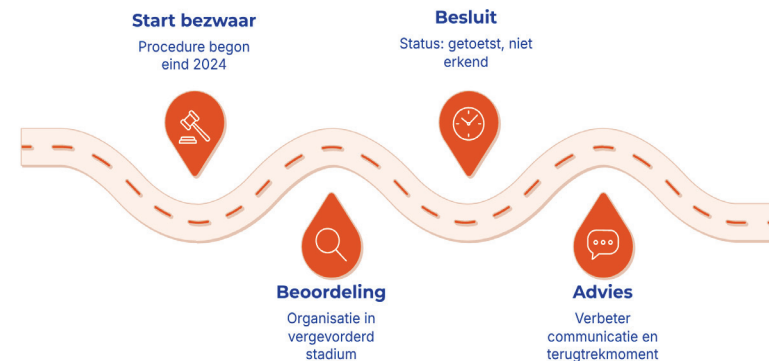 Start bezwaar
Procedure begon
eind 2024
Besluit
Status: getoetst, niet
erkend
Beoordeling
Organisatie in
vergevorderd
stadium
Advies
Verbeter
communicatie en
terugtrekmoment